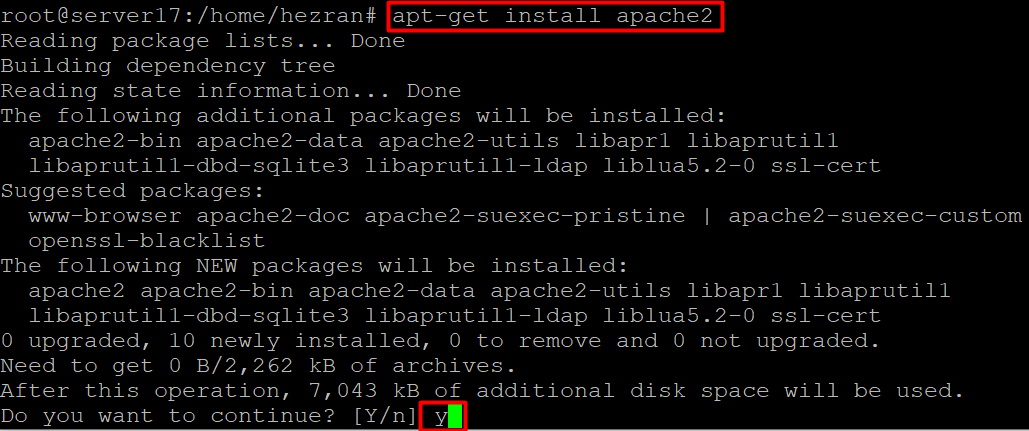 root@server17:/home/hezran# apt-get install apache2
Reading package lists... Done
Building dependency tree
Reading state information... Done
The following additional packages will be installed:
  apache2-bin apache2-data apache2-utils libapr1 libaprutil1
  libaprutil1-dbd-sqlite3 libaprutil1-ldap liblua5.2-0 ssl-cert
Suggested packages:
  www-browser apache2-doc apache2-suexec-pristine | apache2-suexec-custom
  openssl-blacklist
The following NEW packages will be installed:
  apache2 apache2-bin apache2-data apache2-utils libapr1 libaprutil1
  libaprutil1-dbd-sqlite3 libaprutil1-ldap liblua5.2-0 ssl-cert
0 upgraded, 10 newly installed, 0 to remove and 0 not upgraded.
Need to get 0 B/2,262 kB of archives.
After this operation, 7,043 kB of additional disk space will be used.
Do you want to continue? [Y/n] y